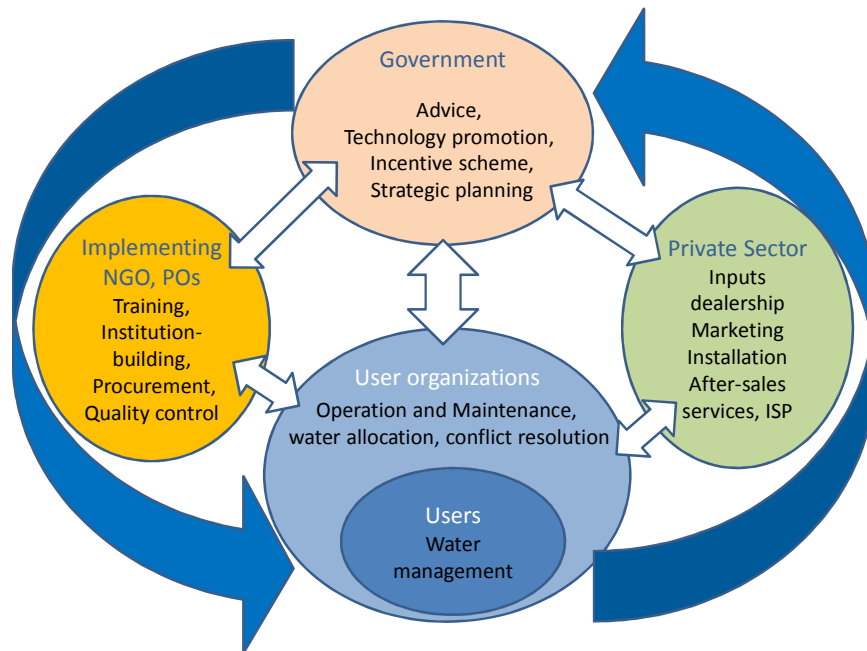 Government
Advice,
Technology promotion,
Incentive scheme,
Strategic planning
Implementing
NGO, POs
Training,
Institution-
building,
Procurement,
Quality control
Private Sector
Inputs
dealership
Marketing
Installation
After-sales
services, ISP
User organizations
Operation and Maintenance,
water allocation, conflict resolution
Users
Water
management